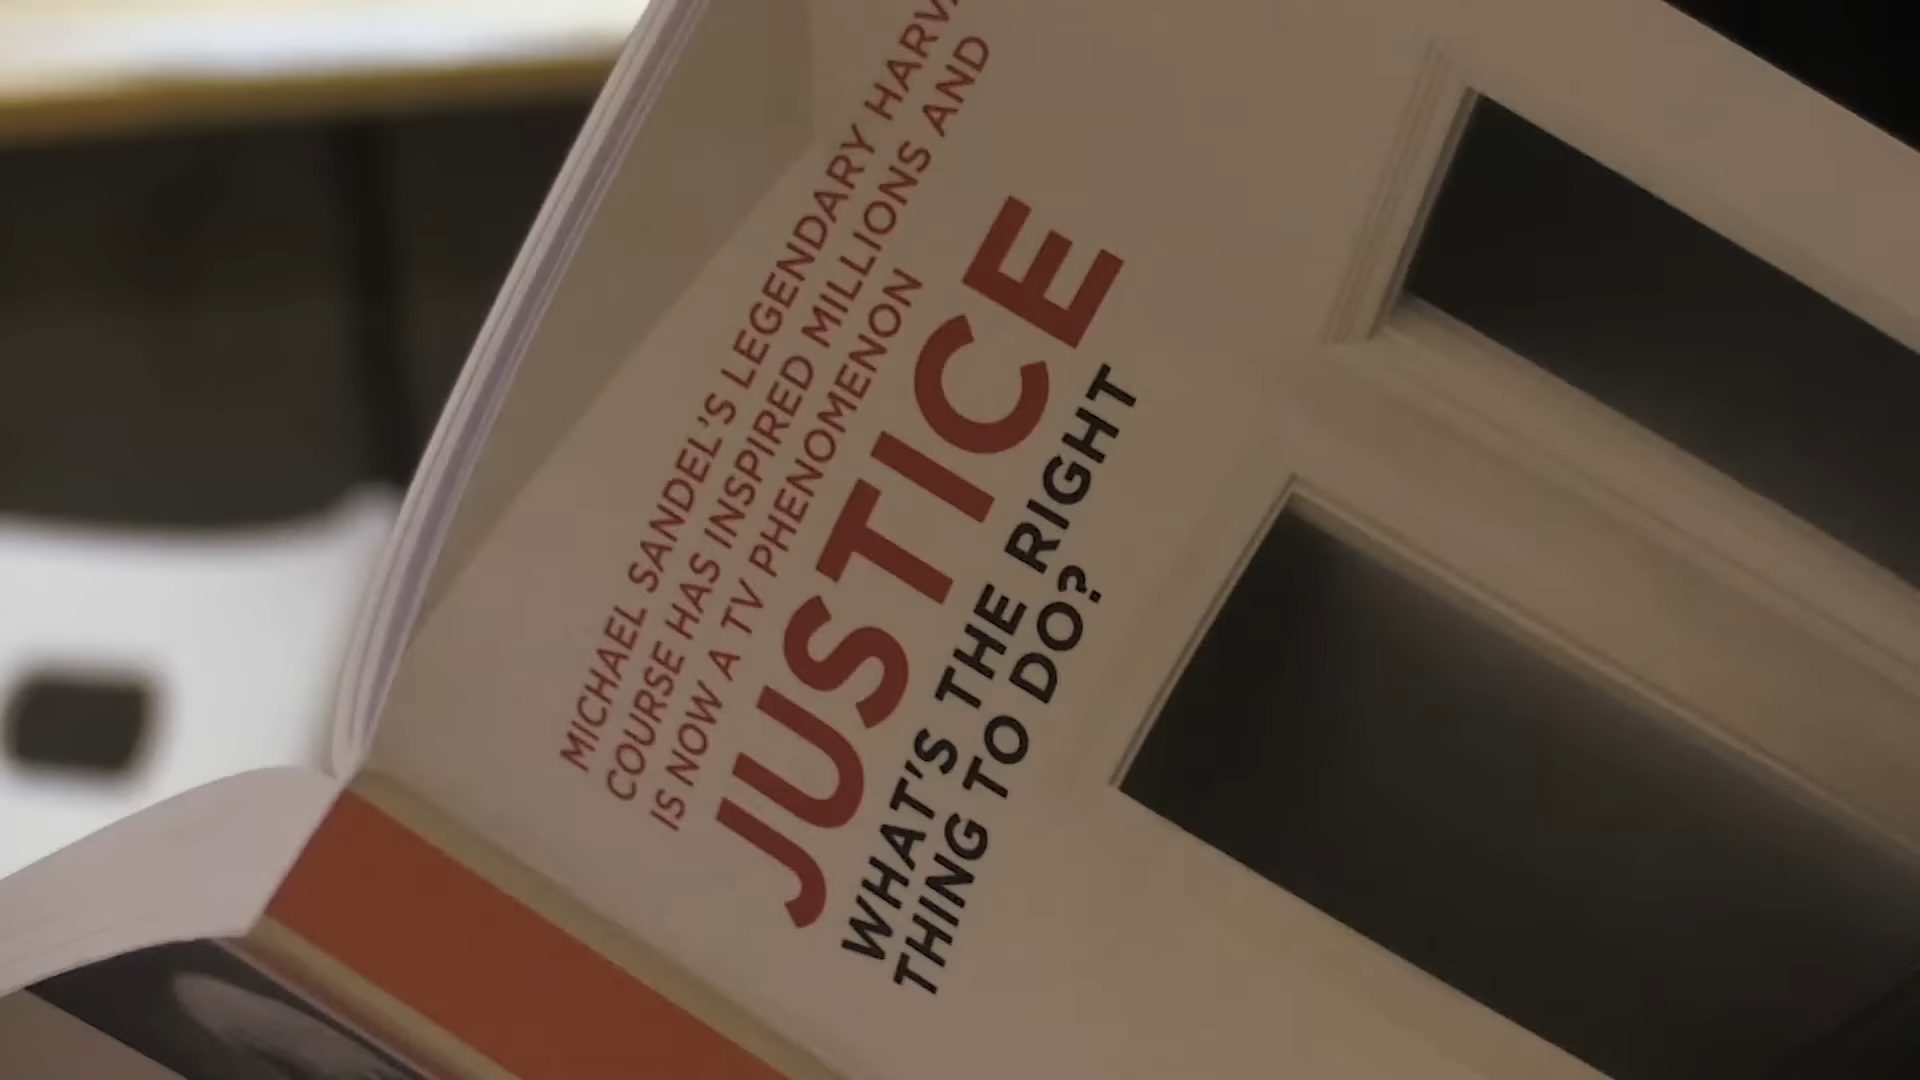 MICHAEL SANDEL'S LEGENDARY
COURSE HAS INSPIRED MILLIONS AND
IS NOW A TV PHENOMENON
JUSTICE
WHAT'S THE RIGHT
THING TO DO?